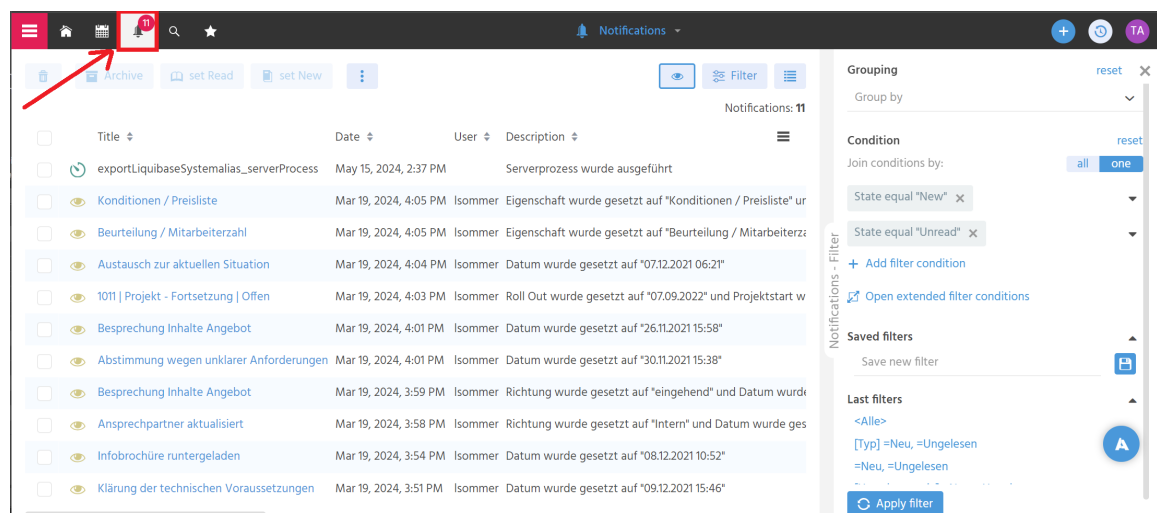 11
Notifications
TA
Archive
set Read
set New
Filter
Notifications: 11
Title Date User Description
exportLiquibaseSystemalias_serverProcess May 15, 2024, 2:37 PM Serverprozess wurde ausgeführt
Konditionen / Preisliste Mar 19, 2024, 4:05 PM lsommer Eigenschaft wurde gesetzt auf "Konditionen / Preisliste" ur
Beurteilung / Mitarbeiterzahl Mar 19, 2024, 4:05 PM lsommer Eigenschaft wurde gesetzt auf "Beurteilung / Mitarbeiterza
Austausch zur aktuellen Situation Mar 19, 2024, 4:04 PM lsommer Datum wurde gesetzt auf "07.12.2021 06:21"
1011 | Projekt - Fortsetzung | Offen Mar 19, 2024, 4:03 PM lsommer Roll Out wurde gesetzt auf "07.09.2022" und Projektstart w
Besprechung Inhalte Angebot Mar 19, 2024, 4:01 PM lsommer Datum wurde gesetzt auf "26.11.2021 15:58"
Abstimmung wegen unklarer Anforderungen Mar 19, 2024, 4:01 PM lsommer Datum wurde gesetzt auf "30.11.2021 15:38"
Besprechung Inhalte Angebot Mar 19, 2024, 3:59 PM lsommer Richtung wurde gesetzt auf "eingehend" und Datum wurde
Ansprechpartner aktualisiert Mar 19, 2024, 3:58 PM lsommer Richtung wurde gesetzt auf "Intern" und Datum wurde ges
Infobrochüre runtergeladen Mar 19, 2024, 3:54 PM lsommer Datum wurde gesetzt auf "08.12.2021 10:52"
Klärung der technischen Voraussetzungen Mar 19, 2024, 3:51 PM lsommer Datum wurde gesetzt auf "09.12.2021 15:46"
Notifications - Filter
Grouping reset
Group by
Condition reset
Join conditions by: all one
State equal "New"
State equal "Unread"
Add filter condition
Open extended filter conditions
Saved filters
Save new filter
Last filters
<Alle>
[Typ] =Neu, =Ungelesen
=Neu, =Ungelesen
Apply filter